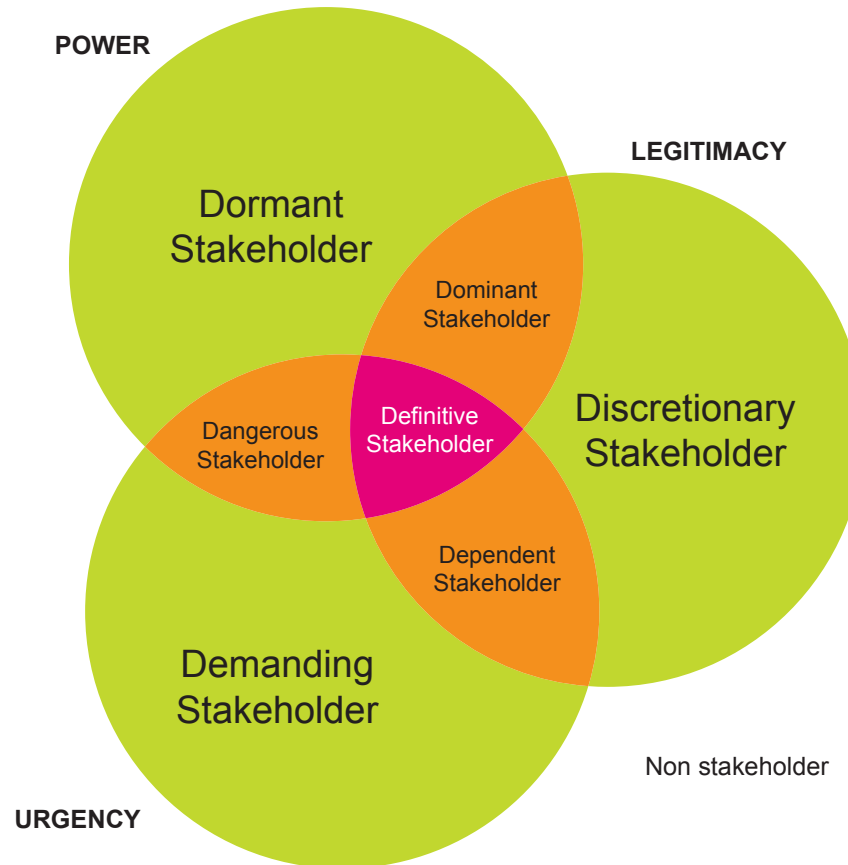 POWER
LEGITIMACY
Dormant
Stakeholder
Dominant
Stakeholder
Discretionary
Stakeholder
Definitive
Stakeholder
Dangerous
Stakeholder
Dependent
Stakeholder
Demanding
Stakeholder
Non stakeholder
URGENCY